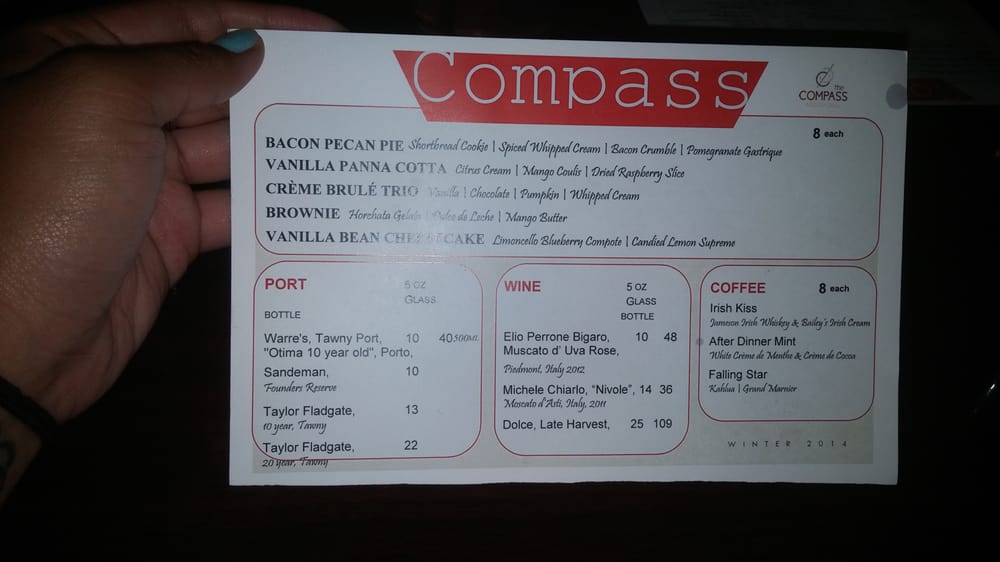 Compass
the
COMPASS
8 each
BACON PECAN PIE Shortbread Cookie | Spiced Whipped Cream | Bacon Crumble | Pomegranate Gastrique
VANILLA PANNA COTTA Citrus Cream | Mango Coulis | Dried Raspberry Slice
CRÈME BRULÉ TRIO Vanilla | Chocolate | Pumpkin | Whipped Cream
BROWNIE Horchata Gelato | Dulce de Leche | Mango Butter
VANILLA BEAN CHEESECAKE Limoncello Blueberry Compote | Candied Lemon Supreme
PORT
5 OZ
GLASS
BOTTLE
Warre's, Tawny Port, 10 40 500ML
"Otima 10 year old", Porto,
Sandeman, 10
Founders Reserve
Taylor Fladgate, 13
10 year, Tawny
Taylor Fladgate, 22
20 year, Tawny
WINE
5 OZ
GLASS
BOTTLE
Elio Perrone Bigaro, 10 48
Muscato d' Uva Rose,
Piedmont, Italy 2012
Michele Chiarlo, "Nivole", 14 36
Moscato d'Asti, Italy, 2011
Dolce, Late Harvest, 25 109
COFFEE 8 each
Irish Kiss
Jameson Irish Whiskey & Bailey's Irish Cream
After Dinner Mint
White Crème de Menthe & Crème de Cocoa
Falling Star
Kahlua | Grand Marnier
WINTER 2014